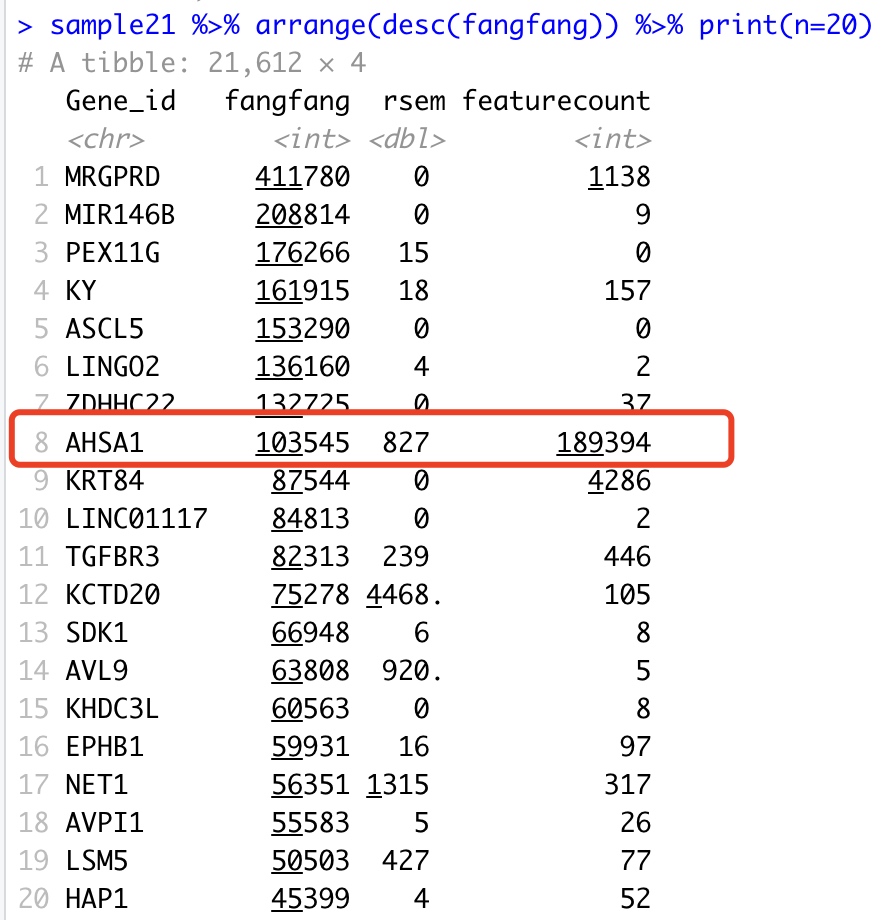 > sample21 %>% arrange(desc(fangfang)) %>% print(n=20)
# A tibble: 21,612 × 4
Gene_id fangfang rsem featurecount
<chr> <int> <dbl> <int>
1 MRGPRD 411780 0 1138
2 MIR146B 208814 0 9
3 PEX11G 176266 15 0
4 KY 161915 18 157
5 ASCL5 153290 0 0
6 LINGO2 136160 4 2
7 ZDHHC22 132725 0 37
8 AHSA1 103545 827 189394
9 KRT84 87544 0 4286
10 LINC01117 84813 0 2
11 TGFBR3 82313 239 446
12 KCTD20 75278 4468. 105
13 SDK1 66948 6 8
14 AVL9 63808 920. 5
15 KHDC3L 60563 0 8
16 EPHB1 59931 16 97
17 NET1 56351 1315 317
18 AVPI1 55583 5 26
19 LSM5 50503 427 77
20 HAP1 45399 4 52